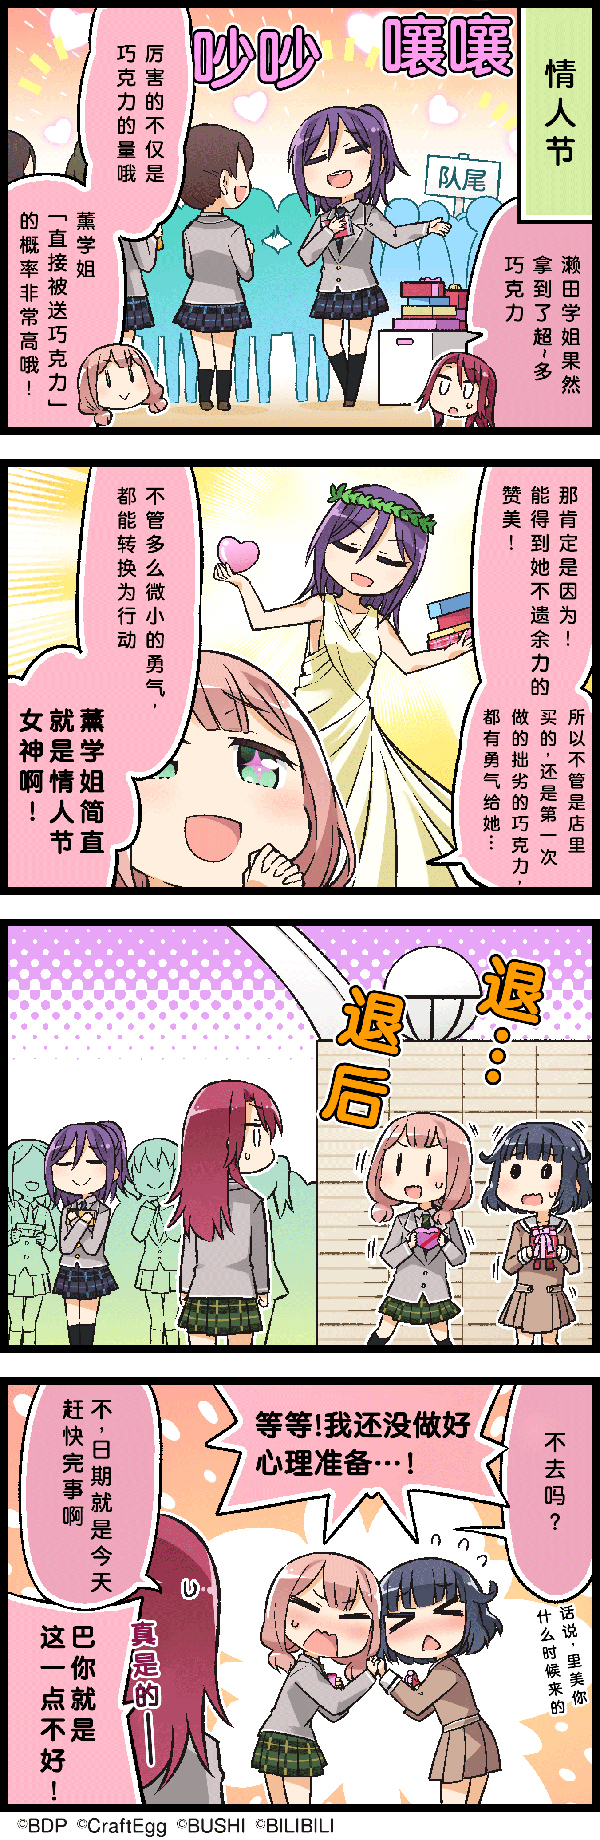 情人节
嚷嚷
吵吵
队尾
濑田学姐果然
拿到了超~多
巧克力
厉害的不仅是
巧克力的量哦
薰学姐
「直接被送巧克力」
的概率非常高哦！
那肯定是因为！
能得到她不遗余力的
赞美！
所以不管是店里
买的,还是第一次
做的拙劣的巧克力,
都有勇气给她…
不管多么微小的勇气,
都能转换为行动
薰学姐简直
就是情人节
女神啊！
退…
退后
不去吗？
等等!我还没做好
心理准备…!
话说,里美你
什么时候来的
不,日期就是今天
赶快完事啊
真是的——
巴你就是
这一点不好！
©BDP ©CraftEgg ©BUSHI ©BILIBILI